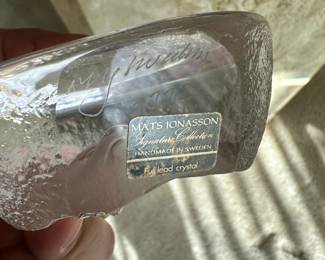 MATS JONASSON
Signature Collection
HANDMADE IN SWEDEN
Full lead crystal